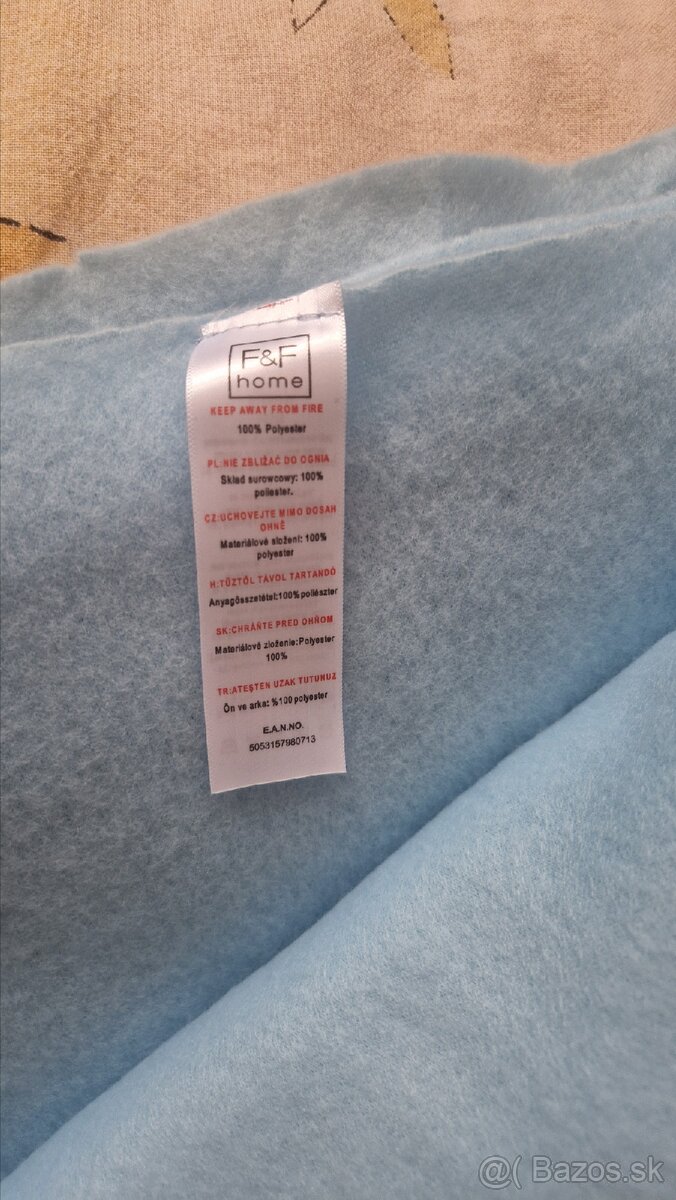 F&F
home
KEEP AWAY FROM FIRE
100% Polyester
PL:NIE ZBLIŻAĆ DO OGNIA
Skład surowcowy: 100%
poliester.
CZ:UCHOVEJTE MIMO DOSAH
OHNĚ
Materiálové složení: 100%
polyester
H:TŰZTŐL TÁVOL TARTANDÓ
Anyagösszetétel:100% poliészter
SK:CHRÁŇTE PRED OHŇOM
Materiálové zloženie:Polyester
100%
TR:ATEŞTEN UZAK TUTUNUZ
Ön ve arka: %100 polyester
E.A.N.NO.
5053157980713
@( Bazos.sk